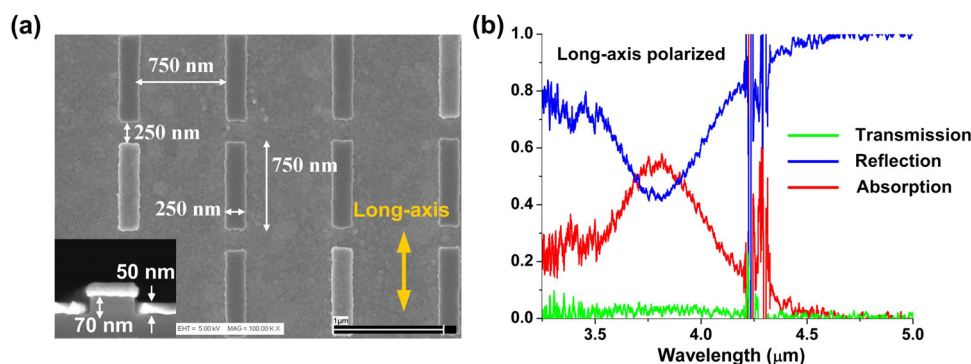 (a)
750 nm
250 nm
750 nm
250 nm
Long-axis
50 nm
70 nm
EHT = 5.00 kV MAG = 100.00 K X
1μm
(b)
Long-axis polarized
Transmission
Reflection
Absorption
1.0
0.8
0.6
0.4
0.2
0.0
3.5 4.0 4.5 5.0
Wavelength (μm)